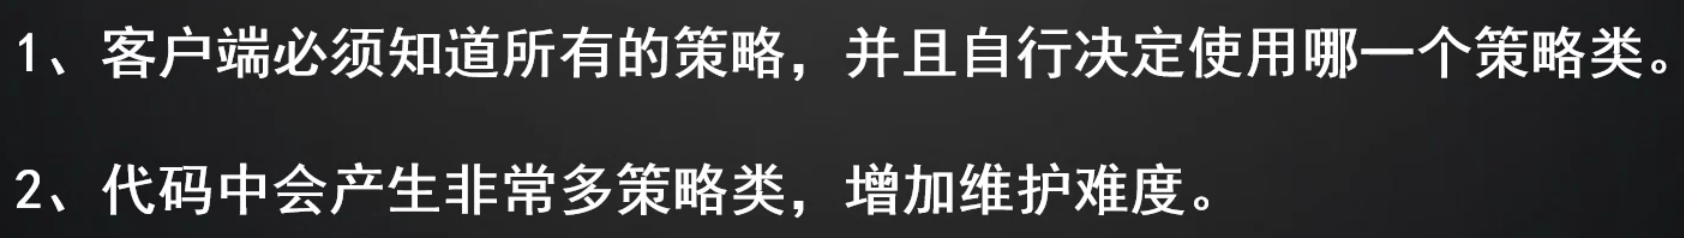 1、客户端必须知道所有的策略，并且自行决定使用哪一个策略类。
2、代码中会产生非常多策略类，增加维护难度。